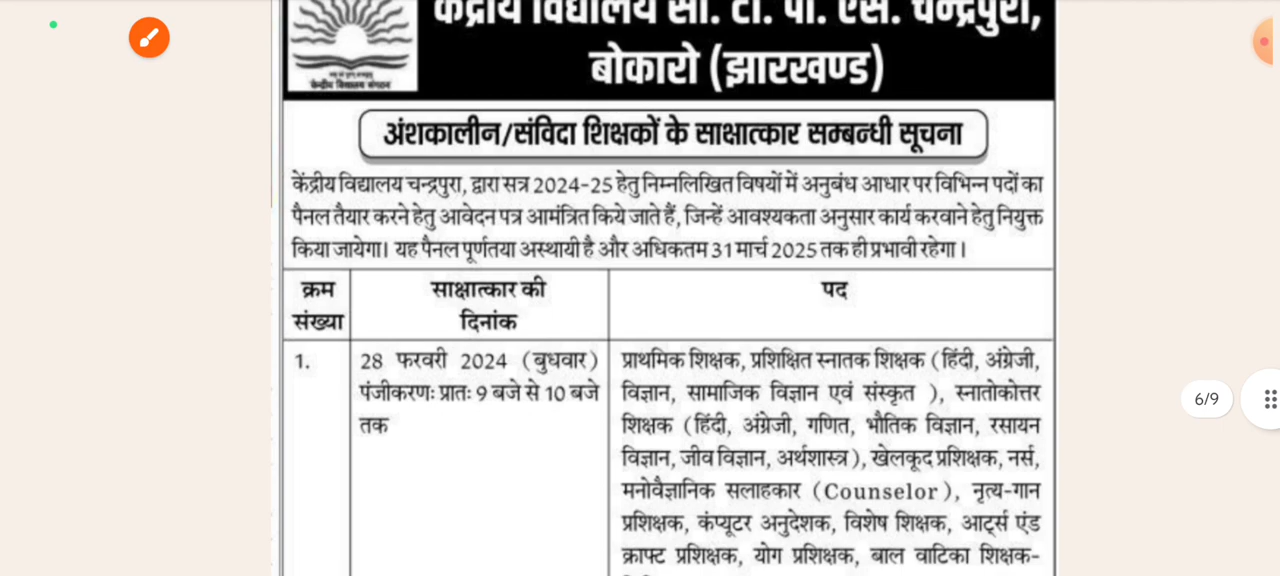 केंद्रीय विद्यालय सी. टी. पी. एस. चन्द्रपुरा,
बोकारो (झारखण्ड)
केन्द्रीय विद्यालय संगठन
अंशकालीन/संविदा शिक्षकों के साक्षात्कार सम्बन्धी सूचना
केंद्रीय विद्यालय चन्द्रपुरा, द्वारा सत्र 2024-25 हेतु निम्नलिखित विषयों में अनुबंध आधार पर विभिन्न पदों का
पैनल तैयार करने हेतु आवेदन पत्र आमंत्रित किये जाते हैं, जिन्हें आवश्यकता अनुसार कार्य करवाने हेतु नियुक्त
किया जायेगा। यह पैनल पूर्णतया अस्थायी है और अधिकतम 31 मार्च 2025 तक ही प्रभावी रहेगा।
क्रम
संख्या
साक्षात्कार की
दिनांक
पद
1.
28 फरवरी 2024 (बुधवार)
पंजीकरणः प्रातः 9 बजे से 10 बजे
तक
प्राथमिक शिक्षक, प्रशिक्षित स्नातक शिक्षक (हिंदी, अंग्रेजी,
विज्ञान, सामाजिक विज्ञान एवं संस्कृत ), स्नातोकोत्तर
शिक्षक (हिंदी, अंग्रेजी, गणित, भौतिक विज्ञान, रसायन
विज्ञान, जीव विज्ञान, अर्थशास्त्र), खेलकूद प्रशिक्षक, नर्स,
मनोवैज्ञानिक सलाहकार (Counselor), नृत्य-गान
प्रशिक्षक, कंप्यूटर अनुदेशक, विशेष शिक्षक, आर्ट्स एंड
क्राफ्ट प्रशिक्षक, योग प्रशिक्षक, बाल वाटिका शिक्षक-
6/9